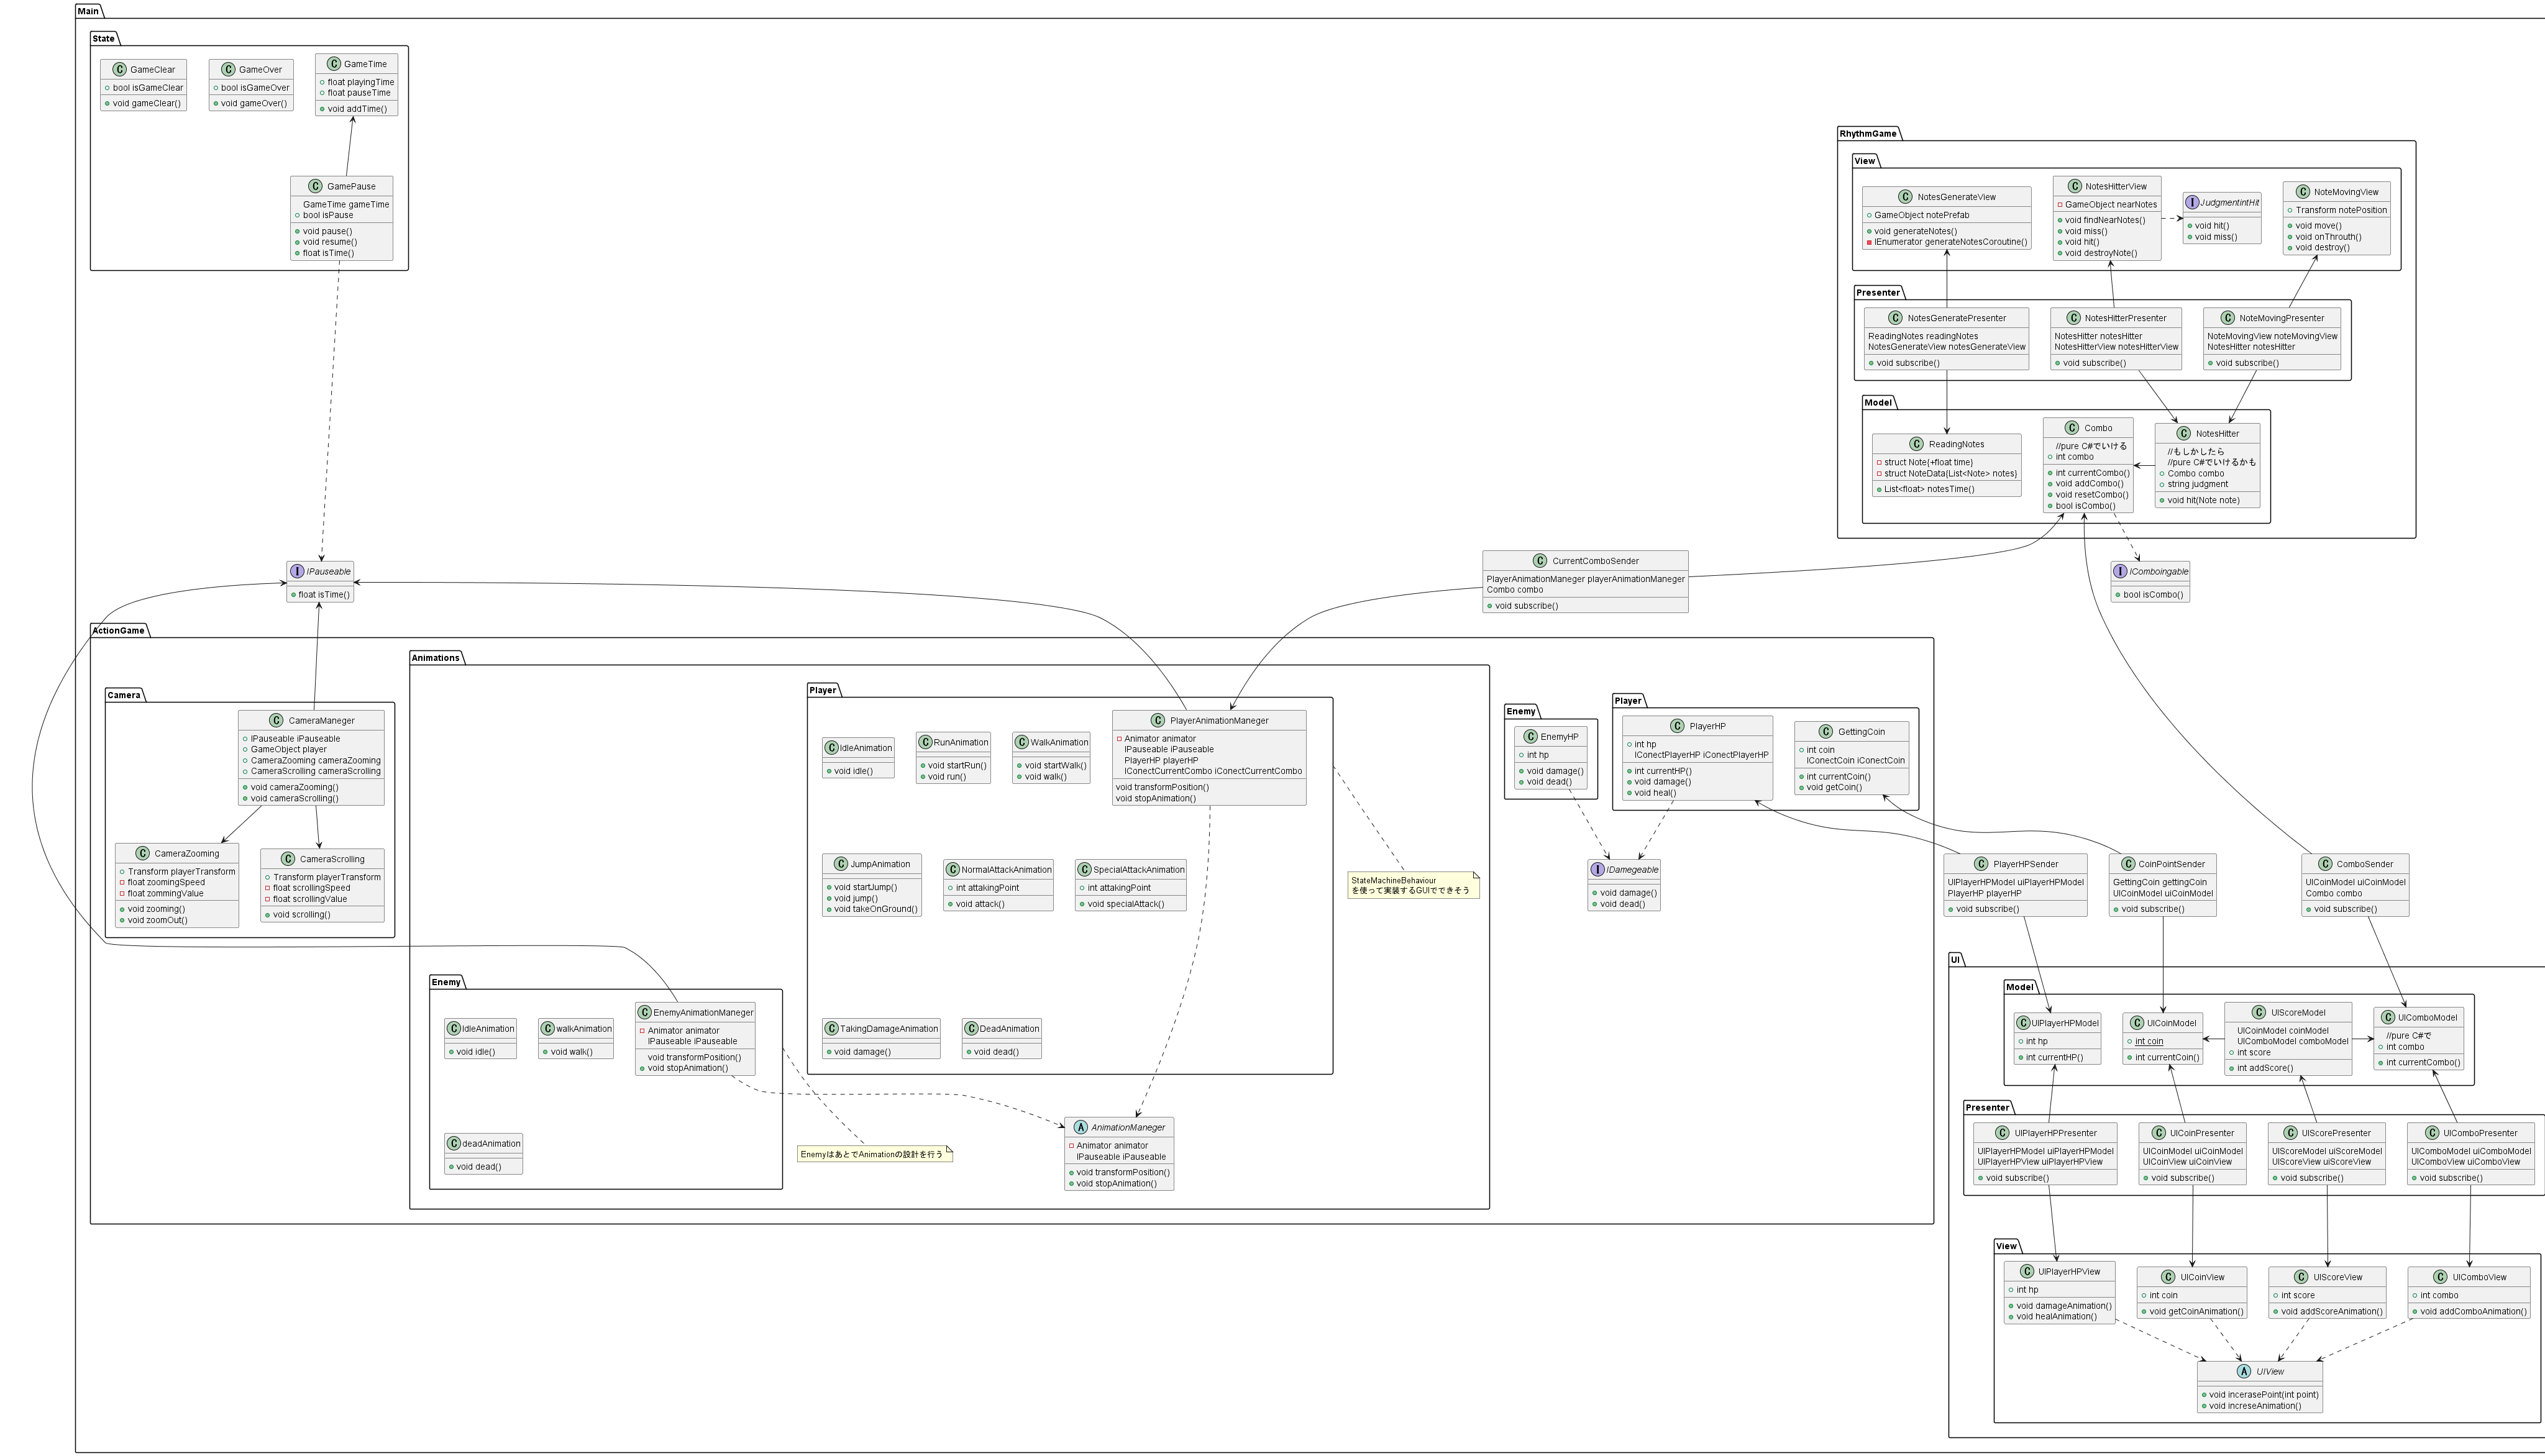 Main
State
GameClear
bool isGameClear
void gameClear()
GameOver
bool isGameOver
void gameOver()
GameTime
float playingTime
float pauseTime
void addTime()
GamePause
GameTime gameTime
bool isPause
void pause()
void resume()
float isTime()
RhythmGame
View
NotesGenerateView
GameObject notePrefab
void generateNotes()
IEnumerator generateNotesCoroutine()
NotesHitterView
GameObject nearNotes
void findNearNotes()
void miss()
void hit()
void destroyNote()
JudgmentintHit
void hit()
void miss()
NoteMovingView
Transform notePosition
void move()
void onThrouth()
void destroy()
Presenter
NotesGeneratePresenter
ReadingNotes readingNotes
NotesGenerateView notesGenerateView
void subscribe()
NotesHitterPresenter
NotesHitter notesHitter
NotesHitterView notesHitterView
void subscribe()
NoteMovingPresenter
NoteMovingView noteMovingView
NotesHitter notesHitter
void subscribe()
Model
ReadingNotes
struct Note{+float time}
struct NoteData{List<Note> notes}
List<float> notesTime()
Combo
//pure C#でいける
int combo
int currentCombo()
void addCombo()
void resetCombo()
bool isCombo()
NotesHitter
//もしかしたら
//pure C#でいけるかも
Combo combo
string judgment
void hit(Note note)
IPauseable
float isTime()
CurrentComboSender
PlayerAnimationManeger playerAnimationManeger
Combo combo
void subscribe()
IComboingable
bool isCombo()
ActionGame
Camera
CameraManeger
IPauseable iPauseable
GameObject player
CameraZooming cameraZooming
CameraScrolling cameraScrolling
void cameraZooming()
void cameraScrolling()
CameraZooming
Transform playerTransform
float zoomingSpeed
float zommingValue
void zooming()
void zoomOut()
CameraScrolling
Transform playerTransform
float scrollingSpeed
float scrollingValue
void scrolling()
Animations
Player
IdleAnimation
void idle()
RunAnimation
void startRun()
void run()
WalkAnimation
void startWalk()
void walk()
PlayerAnimationManeger
Animator animator
IPauseable iPauseable
PlayerHP playerHP
IConectCurrentCombo iConectCurrentCombo
void transformPosition()
void stopAnimation()
JumpAnimation
void startJump()
void jump()
void takeOnGround()
NormalAttackAnimation
int attakingPoint
void attack()
SpecialAttackAnimation
int attakingPoint
void specialAttack()
TakingDamageAnimation
void damage()
DeadAnimation
void dead()
StateMachineBehaviour
を使って実装するGUIでできそう
Enemy
IdleAnimation
void idle()
walkAnimation
void walk()
EnemyAnimationManeger
Animator animator
IPauseable iPauseable
void transformPosition()
void stopAnimation()
deadAnimation
void dead()
EnemyはあとでAnimationの設計を行う
AnimationManeger
Animator animator
IPauseable iPauseable
void transformPosition()
void stopAnimation()
Enemy
EnemyHP
int hp
void damage()
void dead()
Player
PlayerHP
int hp
IConectPlayerHP iConectPlayerHP
int currentHP()
void damage()
void heal()
GettingCoin
int coin
IConectCoin iConectCoin
int currentCoin()
void getCoin()
IDamegeable
void damage()
void dead()
PlayerHPSender
UIPlayerHPModel uiPlayerHPModel
PlayerHP playerHP
void subscribe()
CoinPointSender
GettingCoin gettingCoin
UICoinModel uiCoinModel
void subscribe()
ComboSender
UICoinModel uiCoinModel
Combo combo
void subscribe()
UI
Model
UIPlayerHPModel
int hp
int currentHP()
UICoinModel
int coin
int currentCoin()
UIScoreModel
UICoinModel coinModel
UIComboModel comboModel
int score
int addScore()
UIComboModel
//pure C#で
int combo
int currentCombo()
Presenter
UIPlayerHPPresenter
UIPlayerHPModel uiPlayerHPModel
UIPlayerHPView uiPlayerHPView
void subscribe()
UICoinPresenter
UICoinModel uiCoinModel
UICoinView uiCoinView
void subscribe()
UIScorePresenter
UIScoreModel uiScoreModel
UIScoreView uiScoreView
void subscribe()
UIComboPresenter
UIComboModel uiComboModel
UIComboView uiComboView
void subscribe()
View
UIPlayerHPView
int hp
void damageAnimation()
void healAnimation()
UICoinView
int coin
void getCoinAnimation()
UIScoreView
int score
void addScoreAnimation()
UIComboView
int combo
void addComboAnimation()
UIView
void incerasePoint(int point)
void increseAnimation()